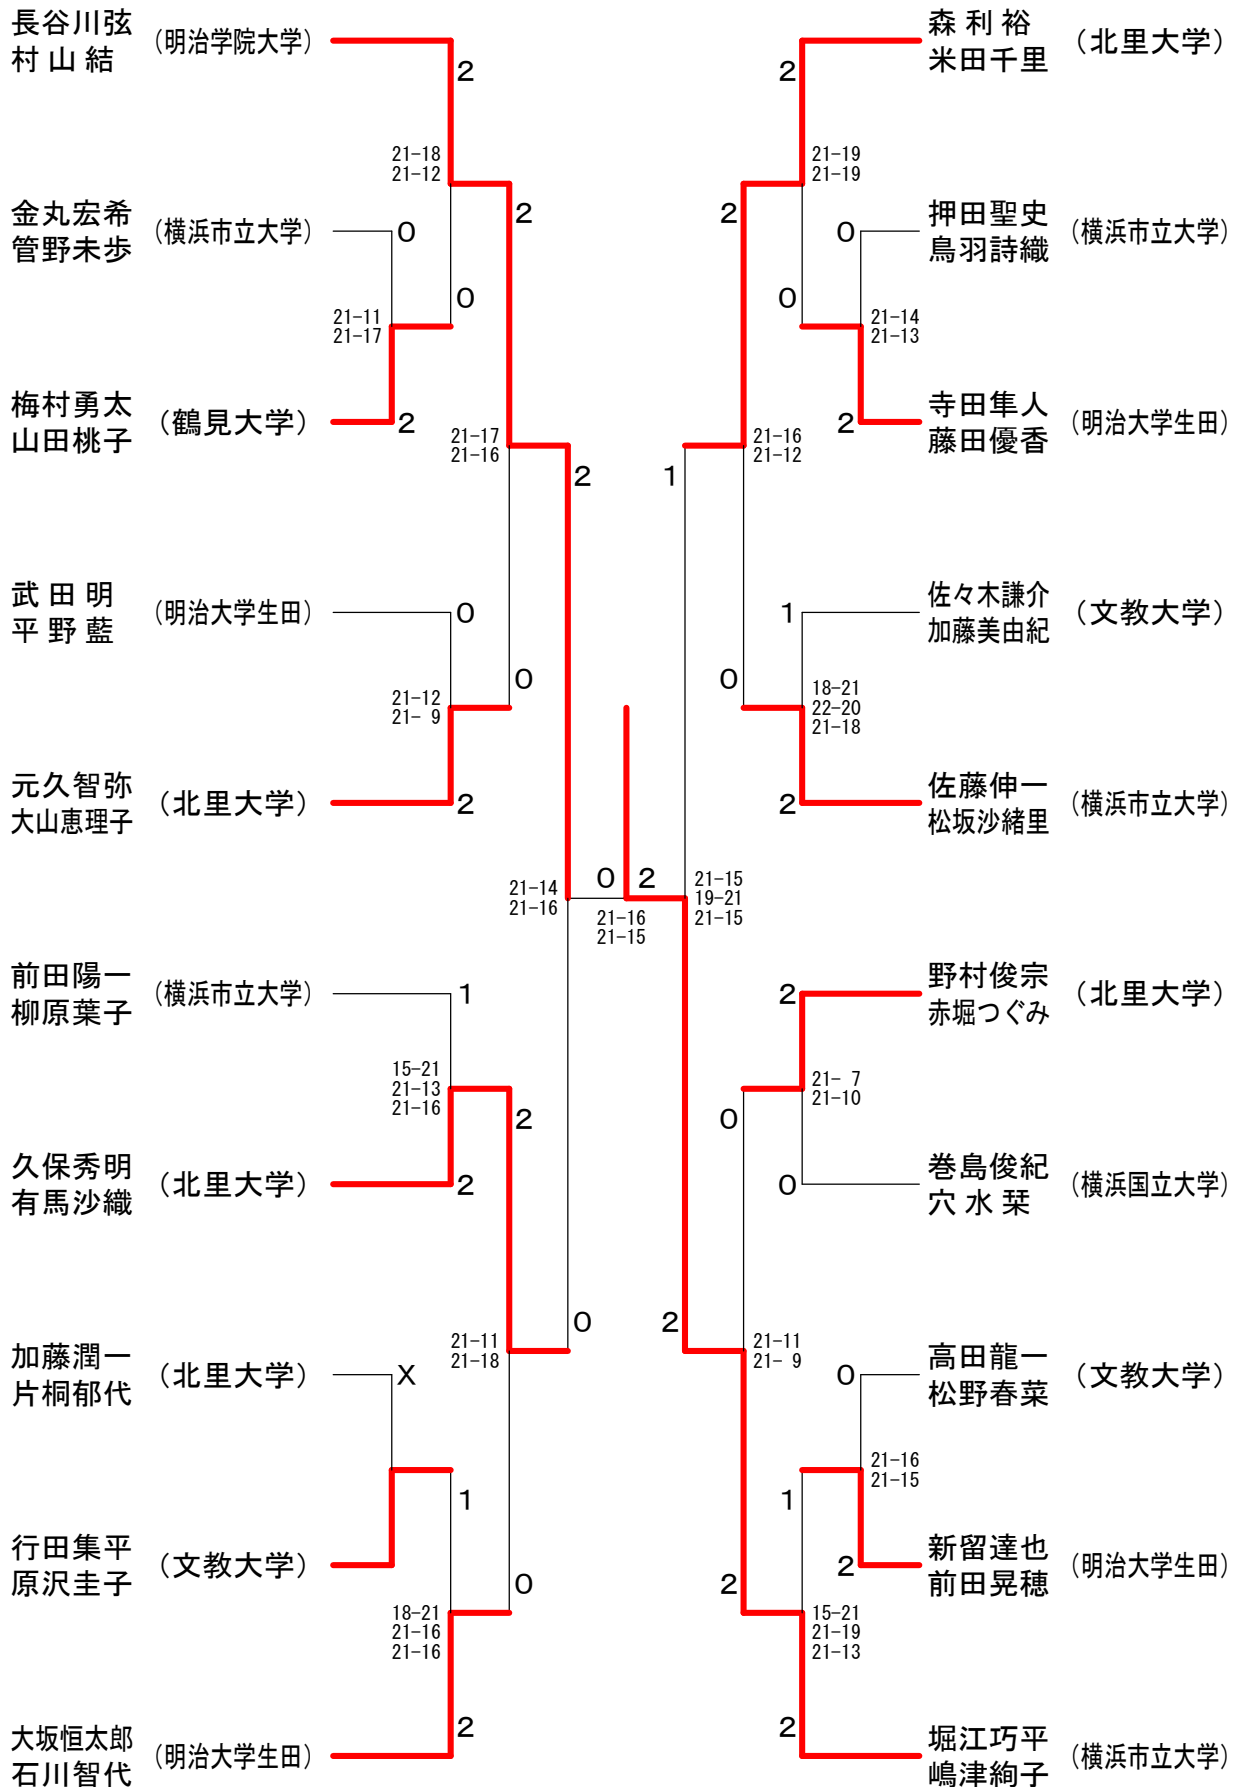 長谷川弦
村山結
(明治学院大学)
2
21-18
21-12
金丸宏希
管野未歩
(横浜市立大学)
0
2
0
21-11
21-17
梅村勇太
山田桃子
(鶴見大学)
2
21-17
21-16
2
武田明
平野藍
(明治大学生田)
0
0
21-12
21- 9
元久智弥
大山恵理子
(北里大学)
2
21-14
21-16
0
2
21-16
21-15
前田陽一
柳原葉子
(横浜市立大学)
1
15-21
21-13
21-16
2
久保秀明
有馬沙織
(北里大学)
2
0
21-11
21-18
加藤潤一
片桐郁代
(北里大学)
X
1
行田集平
原沢圭子
(文教大学)
0
18-21
21-16
21-16
大坂恒太郎
石川智代
(明治大学生田)
2
森利裕
米田千里
(北里大学)
2
21-19
21-19
2
押田聖史
鳥羽詩織
(横浜市立大学)
0
0
21-14
21-13
寺田隼人
藤田優香
(明治大学生田)
2
21-16
21-12
1
佐々木謙介
加藤美由紀
(文教大学)
1
0
18-21
22-20
21-18
佐藤伸一
松坂沙緒里
(横浜市立大学)
2
21-15
19-21
21-15
野村俊宗
赤堀つぐみ
(北里大学)
2
21- 7
21-10
0
巻島俊紀
穴水栞
(横浜国立大学)
0
2
21-11
21- 9
高田龍一
松野春菜
(文教大学)
0
21-16
21-15
1
新留達也
前田晃穂
(明治大学生田)
2
2
15-21
21-19
21-13
堀江巧平
嶋津絢子
(横浜市立大学)
2